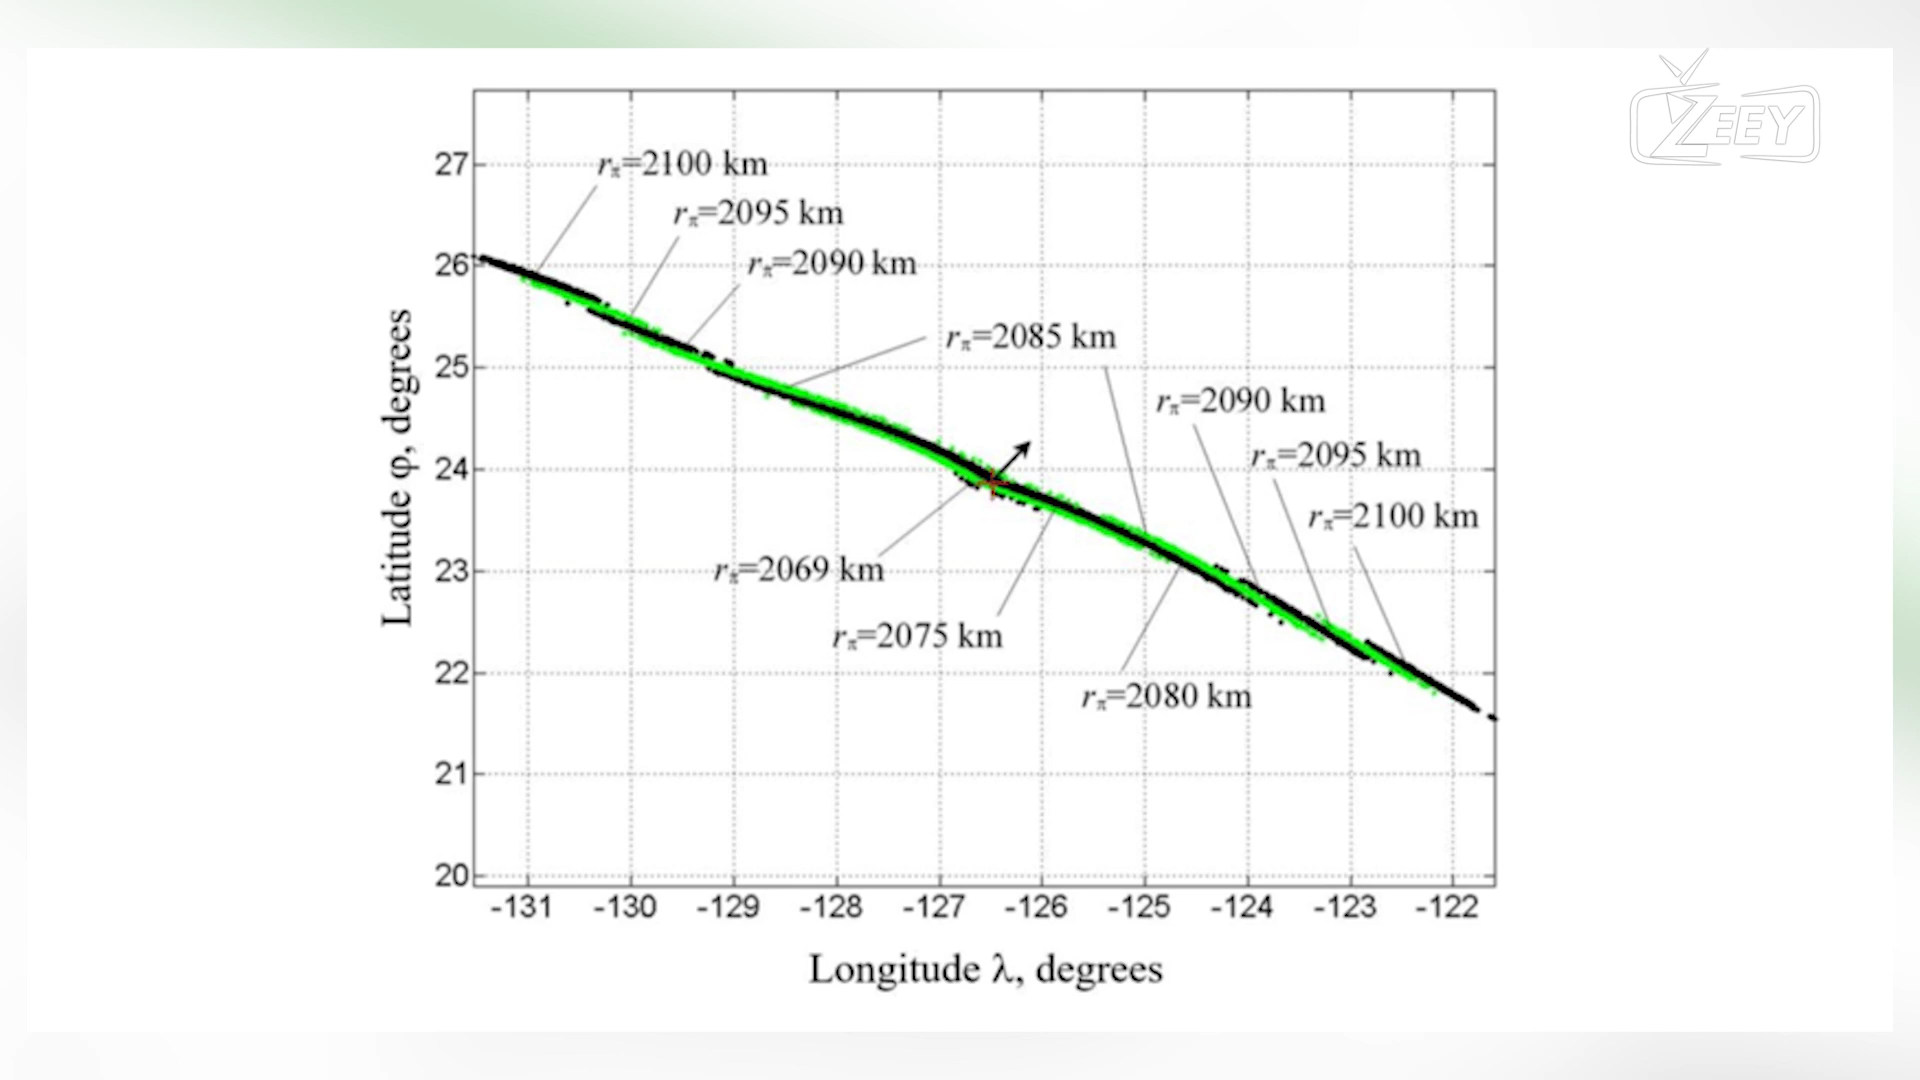 ZEEY
27
rπ=2100 km
rπ=2095 km
26
rπ=2090 km
rπ=2085 km
25
rπ=2090 km
24
rπ=2095 km
rπ=2100 km
23
rπ=2069 km
rπ=2075 km
22
rπ=2080 km
21
20
-131 -130 -129 -128 -127 -126 -125 -124 -123 -122
Latitude φ, degrees
Longitude λ, degrees